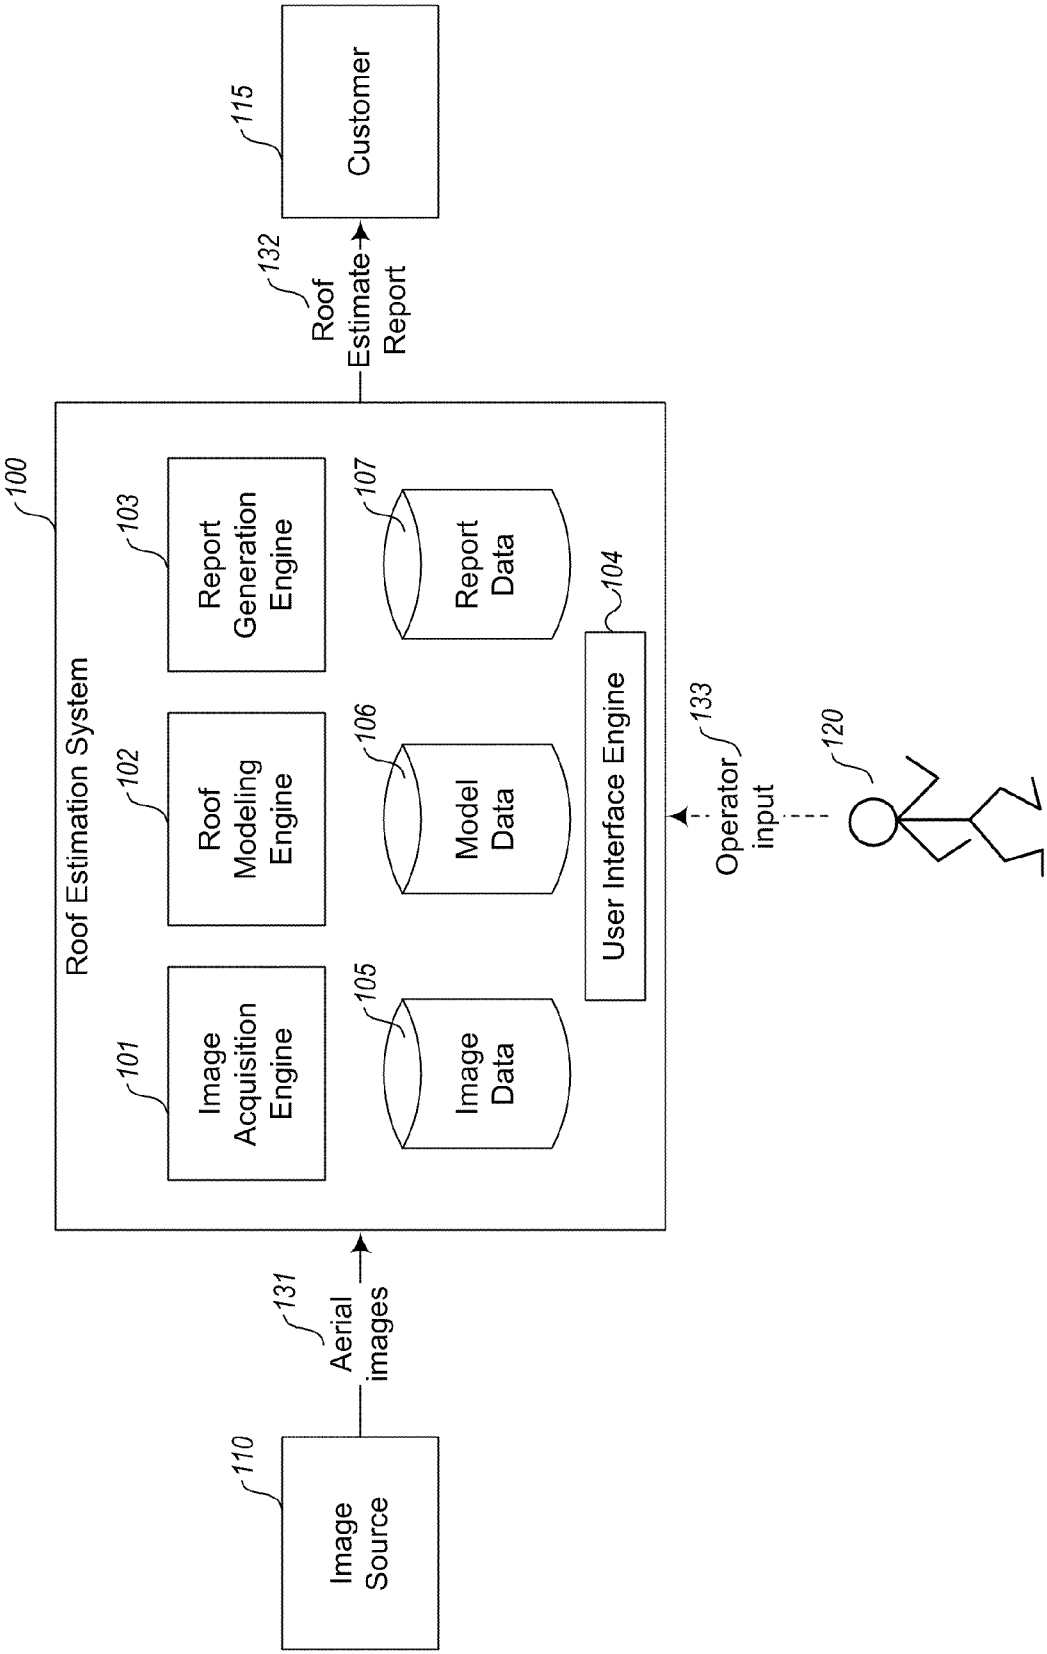 100
Roof Estimation System
101
Image
Acquisition
Engine
102
Roof
Modeling
Engine
103
Report
Generation
Engine
110
Image
Source
131
Aerial
images
105
Image
Data
106
Model
Data
107
Report
Data
132
Roof
Estimate
Report
115
Customer
User Interface Engine
104
Operator
input
133
120